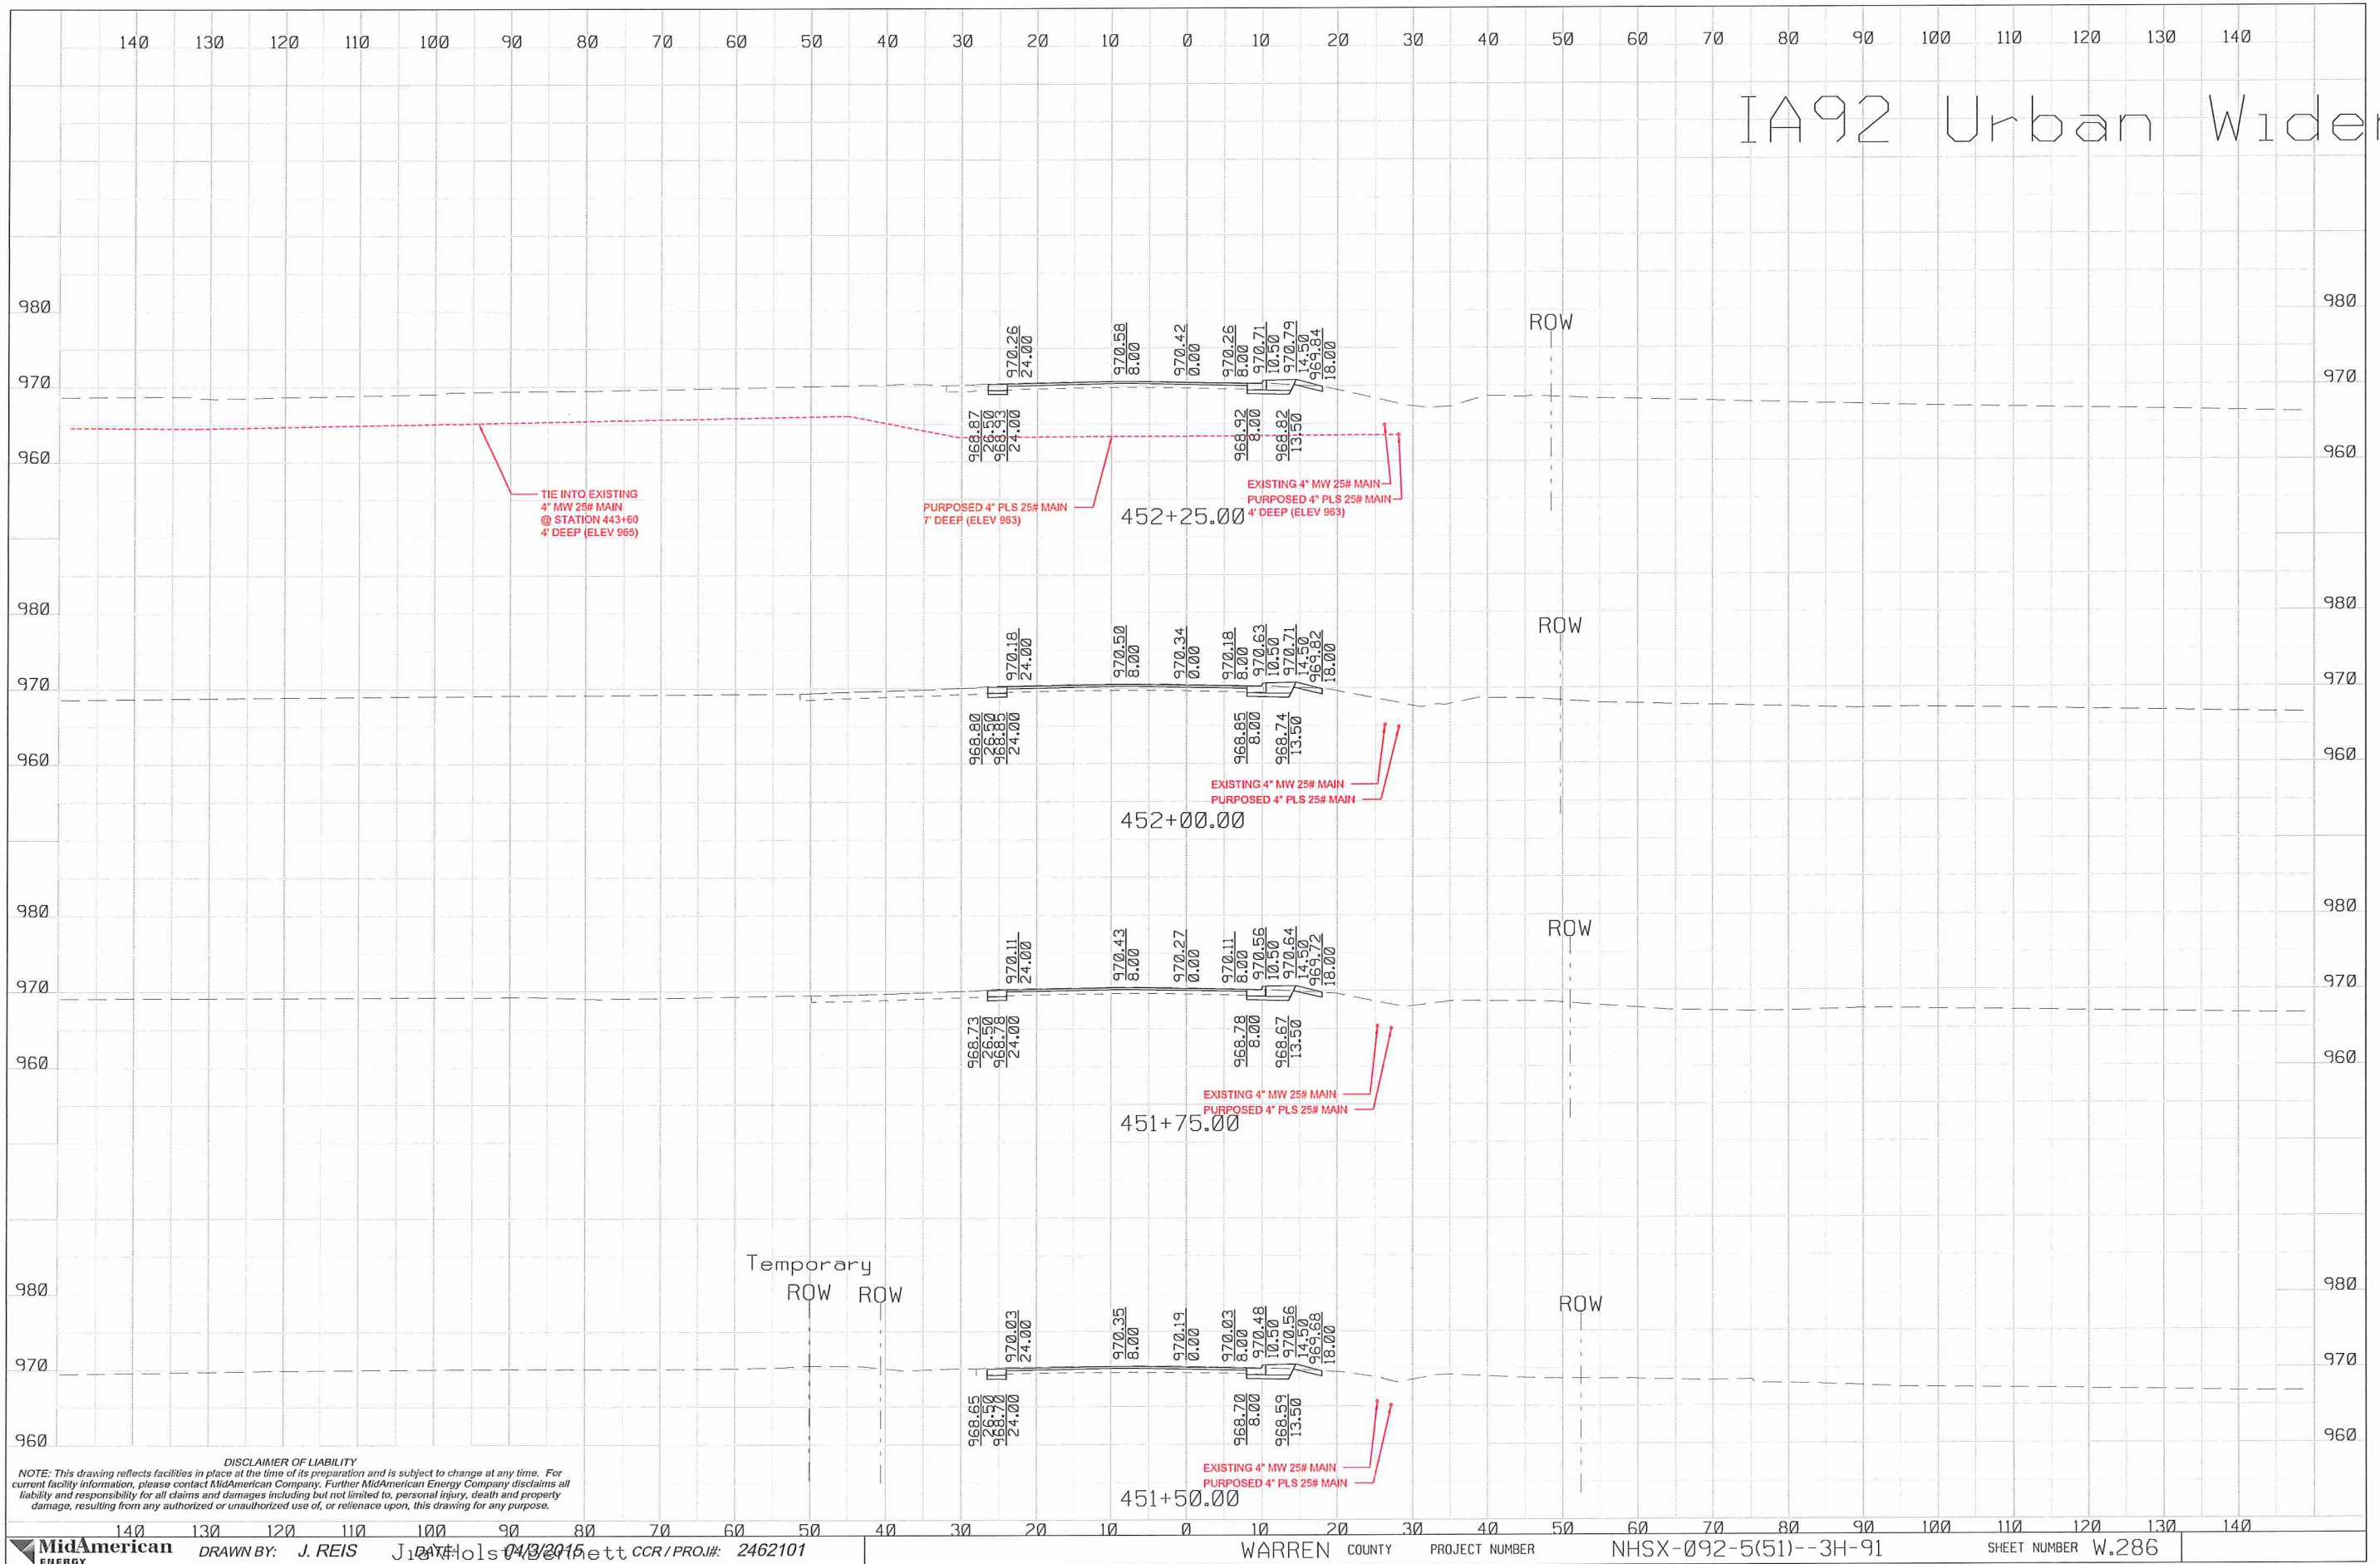 140 130 120 110 100 90 80 70 60 50 40 30 20 10 0 10 20 30 40 50 60 70 80 90 100 110 120 130 140
IA92 Urban
980 980
ROW
970.26 970.58 970.42 970.26 970.71 970.79 969.84
24.00 8.00 0.00 8.00 10.50 14.50 18.00
970 970
968.87 968.93 968.92 968.82
26.50 24.00 8.00 13.50
960 960
EXISTING 4" MW 25# MAIN
PURPOSED 4" PLS 25# MAIN
4' DEEP (ELEV 963)
TIE INTO EXISTING
4" MW 25# MAIN
@ STATION 443+60
4' DEEP (ELEV 965)
PURPOSED 4" PLS 25# MAIN
7' DEEP (ELEV 963)
452+25.00
980 980
ROW
970.18 970.50 970.34 970.18 970.63 970.71 969.82
24.00 8.00 0.00 8.00 10.50 14.50 18.00
970 970
968.80 968.85 968.85 968.74
26.50 24.00 8.00 13.50
960 960
EXISTING 4" MW 25# MAIN
PURPOSED 4" PLS 25# MAIN
452+00.00
980 980
ROW
970.11 970.43 970.27 970.11 970.56 970.64 969.72
24.00 8.00 0.00 8.00 10.50 14.50 18.00
970 970
968.73 968.78 968.78 968.67
26.50 24.00 8.00 13.50
960 960
EXISTING 4" MW 25# MAIN
PURPOSED 4" PLS 25# MAIN
451+75.00
Temporary
980 980
ROW ROW ROW
970.03 970.35 970.19 970.03 970.48 970.56 969.68
24.00 8.00 0.00 8.00 10.50 14.50 18.00
970 970
968.65 968.70 968.70 968.59
26.50 24.00 8.00 13.50
960 960
EXISTING 4" MW 25# MAIN
PURPOSED 4" PLS 25# MAIN
451+50.00
DISCLAIMER OF LIABILITY
NOTE: This drawing reflects facilities in place at the time of its preparation and is subject to change at any time. For
current facility information, please contact MidAmerican Company. Further MidAmerican Energy Company disclaims all
liability and responsibility for all claims and damages including but not limited to, personal injury, death and property
damage, resulting from any authorized or unauthorized use of, or relienace upon, this drawing for any purpose.
140 130 120 110 100 90 80 70 60 50 40 30 20 10 0 10 20 30 40 50 60 70 80 90 100 110 120 130 140
MidAmerican
ENERGY
DRAWN BY: J. REIS DATE: 04/3/2015 CCR / PROJ#: 2462101
WARREN COUNTY PROJECT NUMBER NHSX-092-5(51)--3H-91 SHEET NUMBER W.286